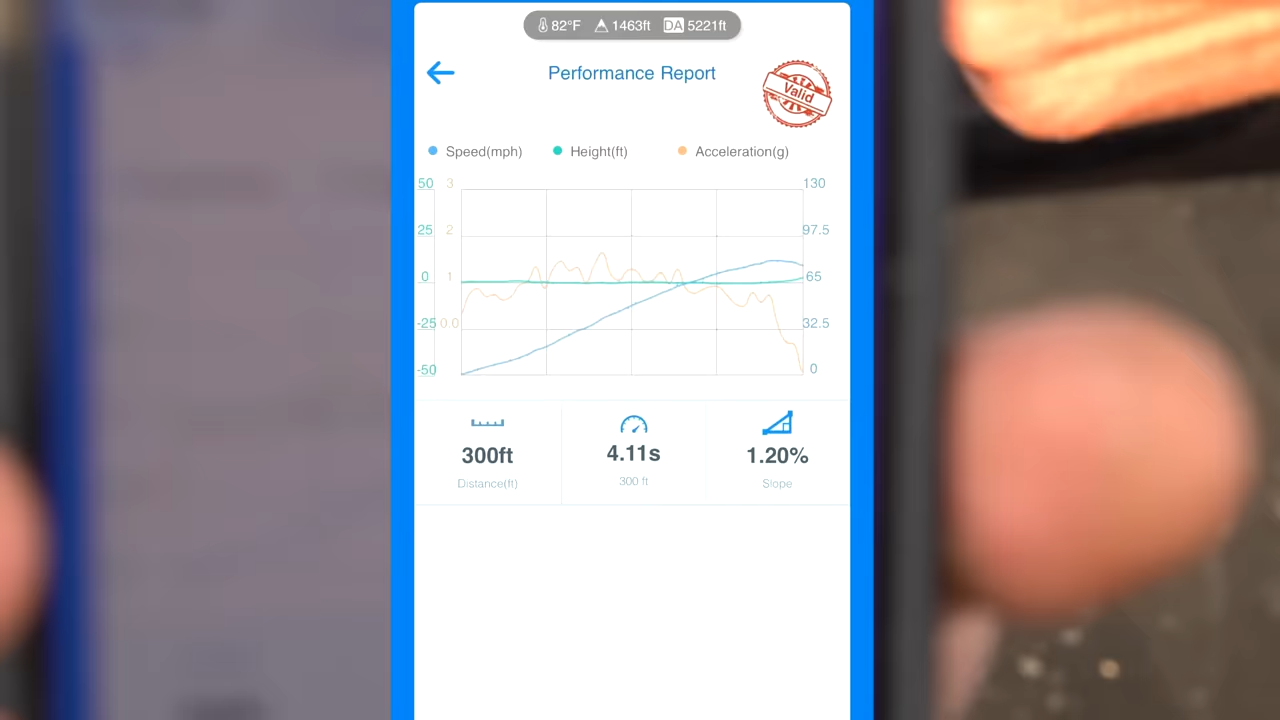 82°F 1463ft DA 5221ft
Performance Report
Valid
Speed(mph) Height(ft) Acceleration(g)
50 3 130
25 2 97.5
0 1 65
-25 0.0 32.5
-50 0
300ft 4.11s 1.20%
Distance(ft) 300 ft Slope